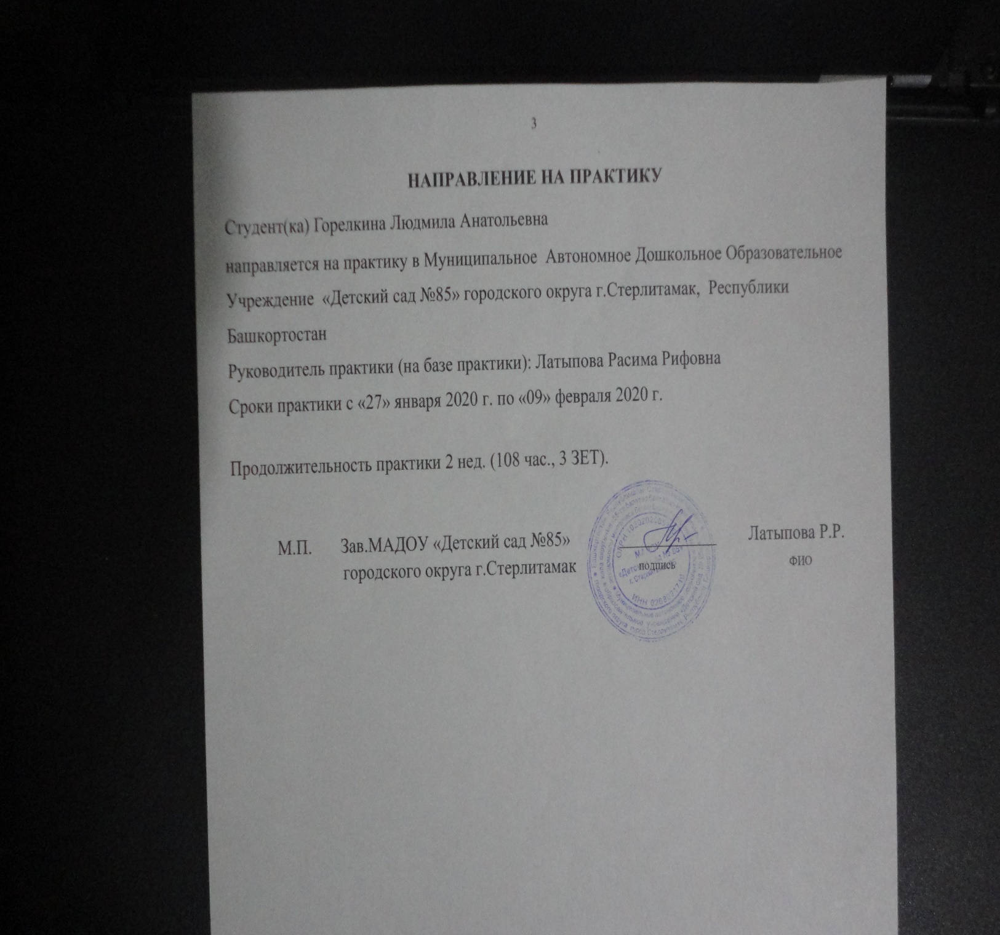 3
НАПРАВЛЕНИЕ НА ПРАКТИКУ
Студент(ка) Горелкина Людмила Анатольевна
направляется на практику в Муниципальное Автономное Дошкольное Образовательное
Учреждение «Детский сад №85» городского округа г.Стерлитамак, Республики
Башкортостан
Руководитель практики (на базе практики): Латыпова Расима Рифовна
Сроки практики с «27» января 2020 г. по «09» февраля 2020 г.
Продолжительность практики 2 нед. (108 час., 3 ЗЕТ).
М.П. Зав.МАДОУ «Детский сад №85» Латыпова Р.Р.
городского округа г.Стерлитамак подпись ФИО
ОГРН
г. Стерлитамак
ИНН